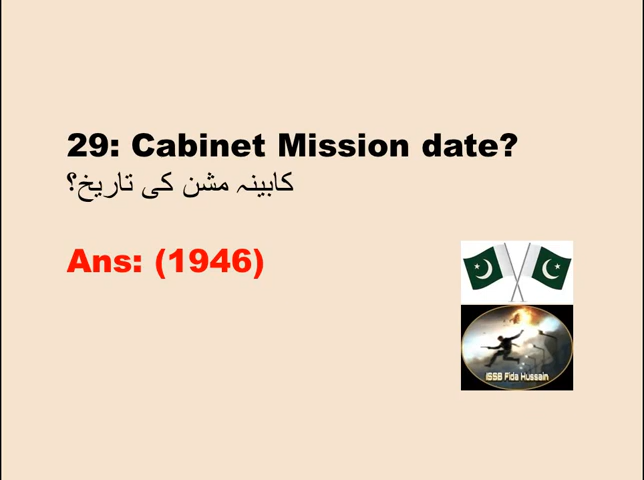 29: Cabinet Mission date?
کابینہ مشن کی تاریخ؟
Ans: (1946)
ISSB Fida Hussain